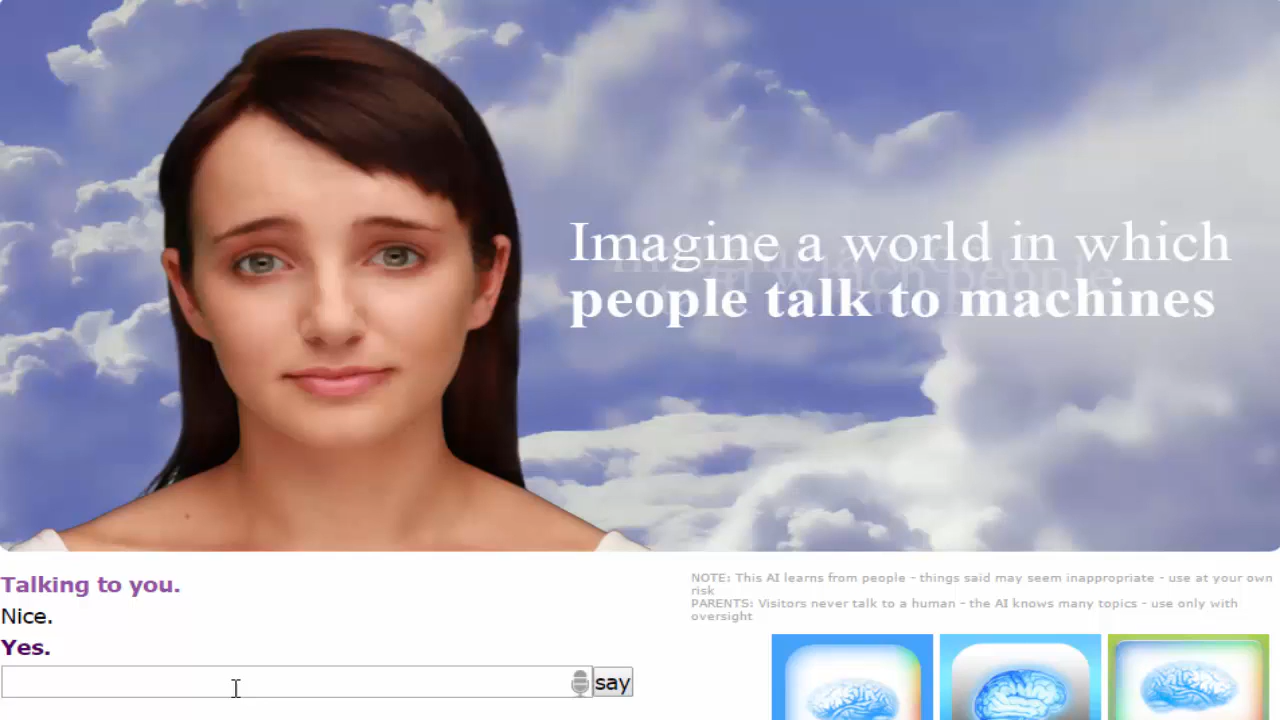 Imagine a world in which
people talk to machines
Talking to you.
Nice.
Yes.
say
NOTE: This AI learns from people - things said may seem inappropriate - use at your own
risk
PARENTS: Visitors never talk to a human - the AI knows many topics - use only with
oversight